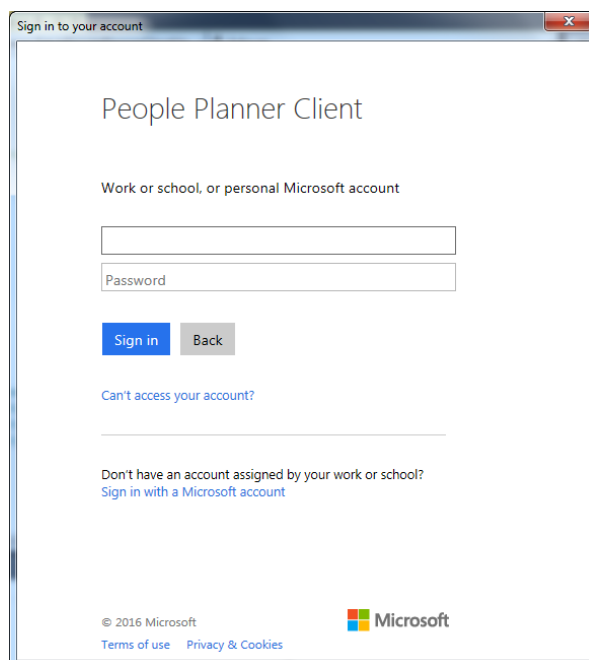 Sign in to your account
People Planner Client
Work or school, or personal Microsoft account
Password
Sign in Back
Can't access your account?
Don't have an account assigned by your work or school?
Sign in with a Microsoft account
© 2016 Microsoft
Microsoft
Terms of use Privacy & Cookies